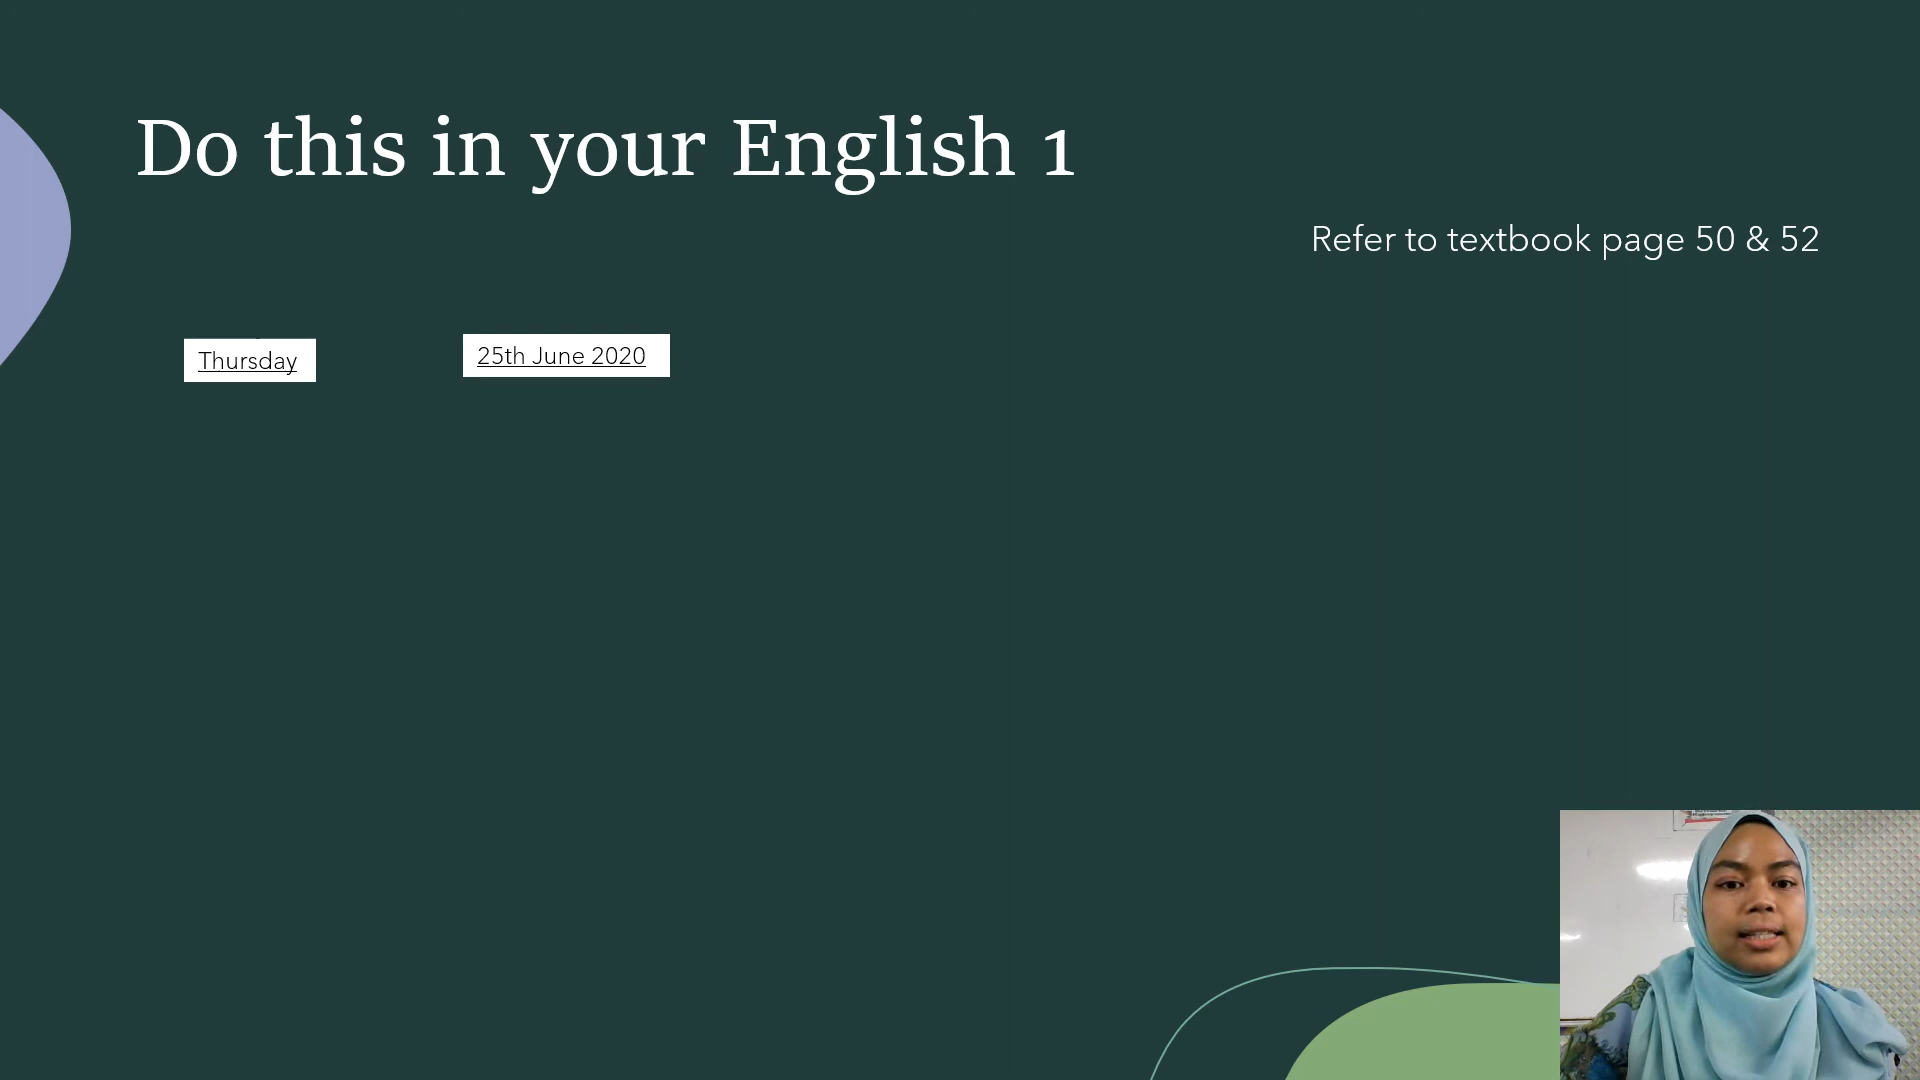 Do this in your English 1
Refer to textbook page 50 & 52
Thursday
25th June 2020